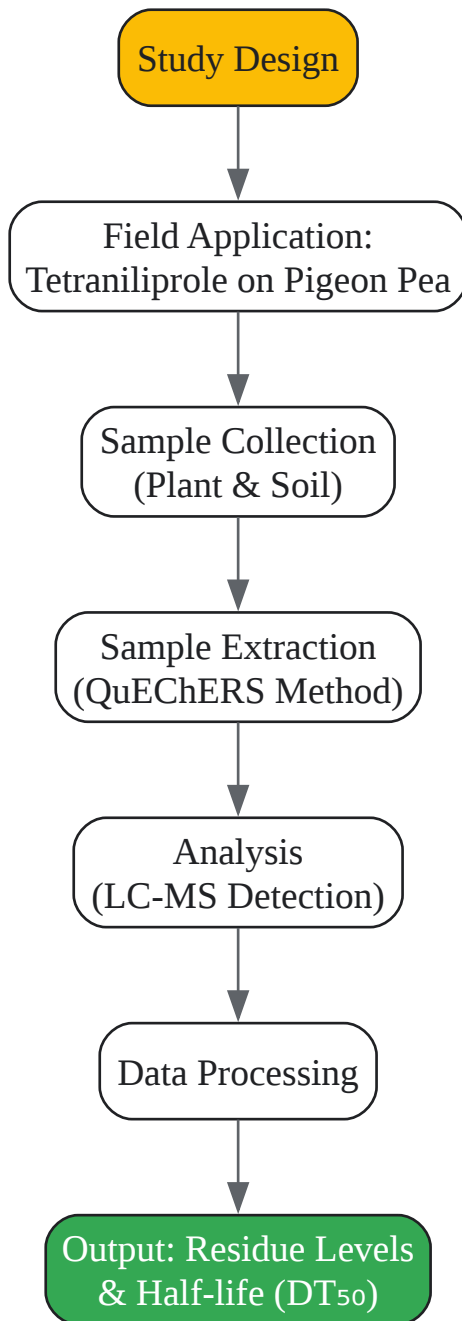 Study Design
Field Application:
Tetraniliprole on Pigeon Pea
Sample Collection
(Plant & Soil)
Sample Extraction
(QuEChERS Method)
Analysis
(LC-MS Detection)
Data Processing
Output: Residue Levels
& Half-life (DT₅₀)